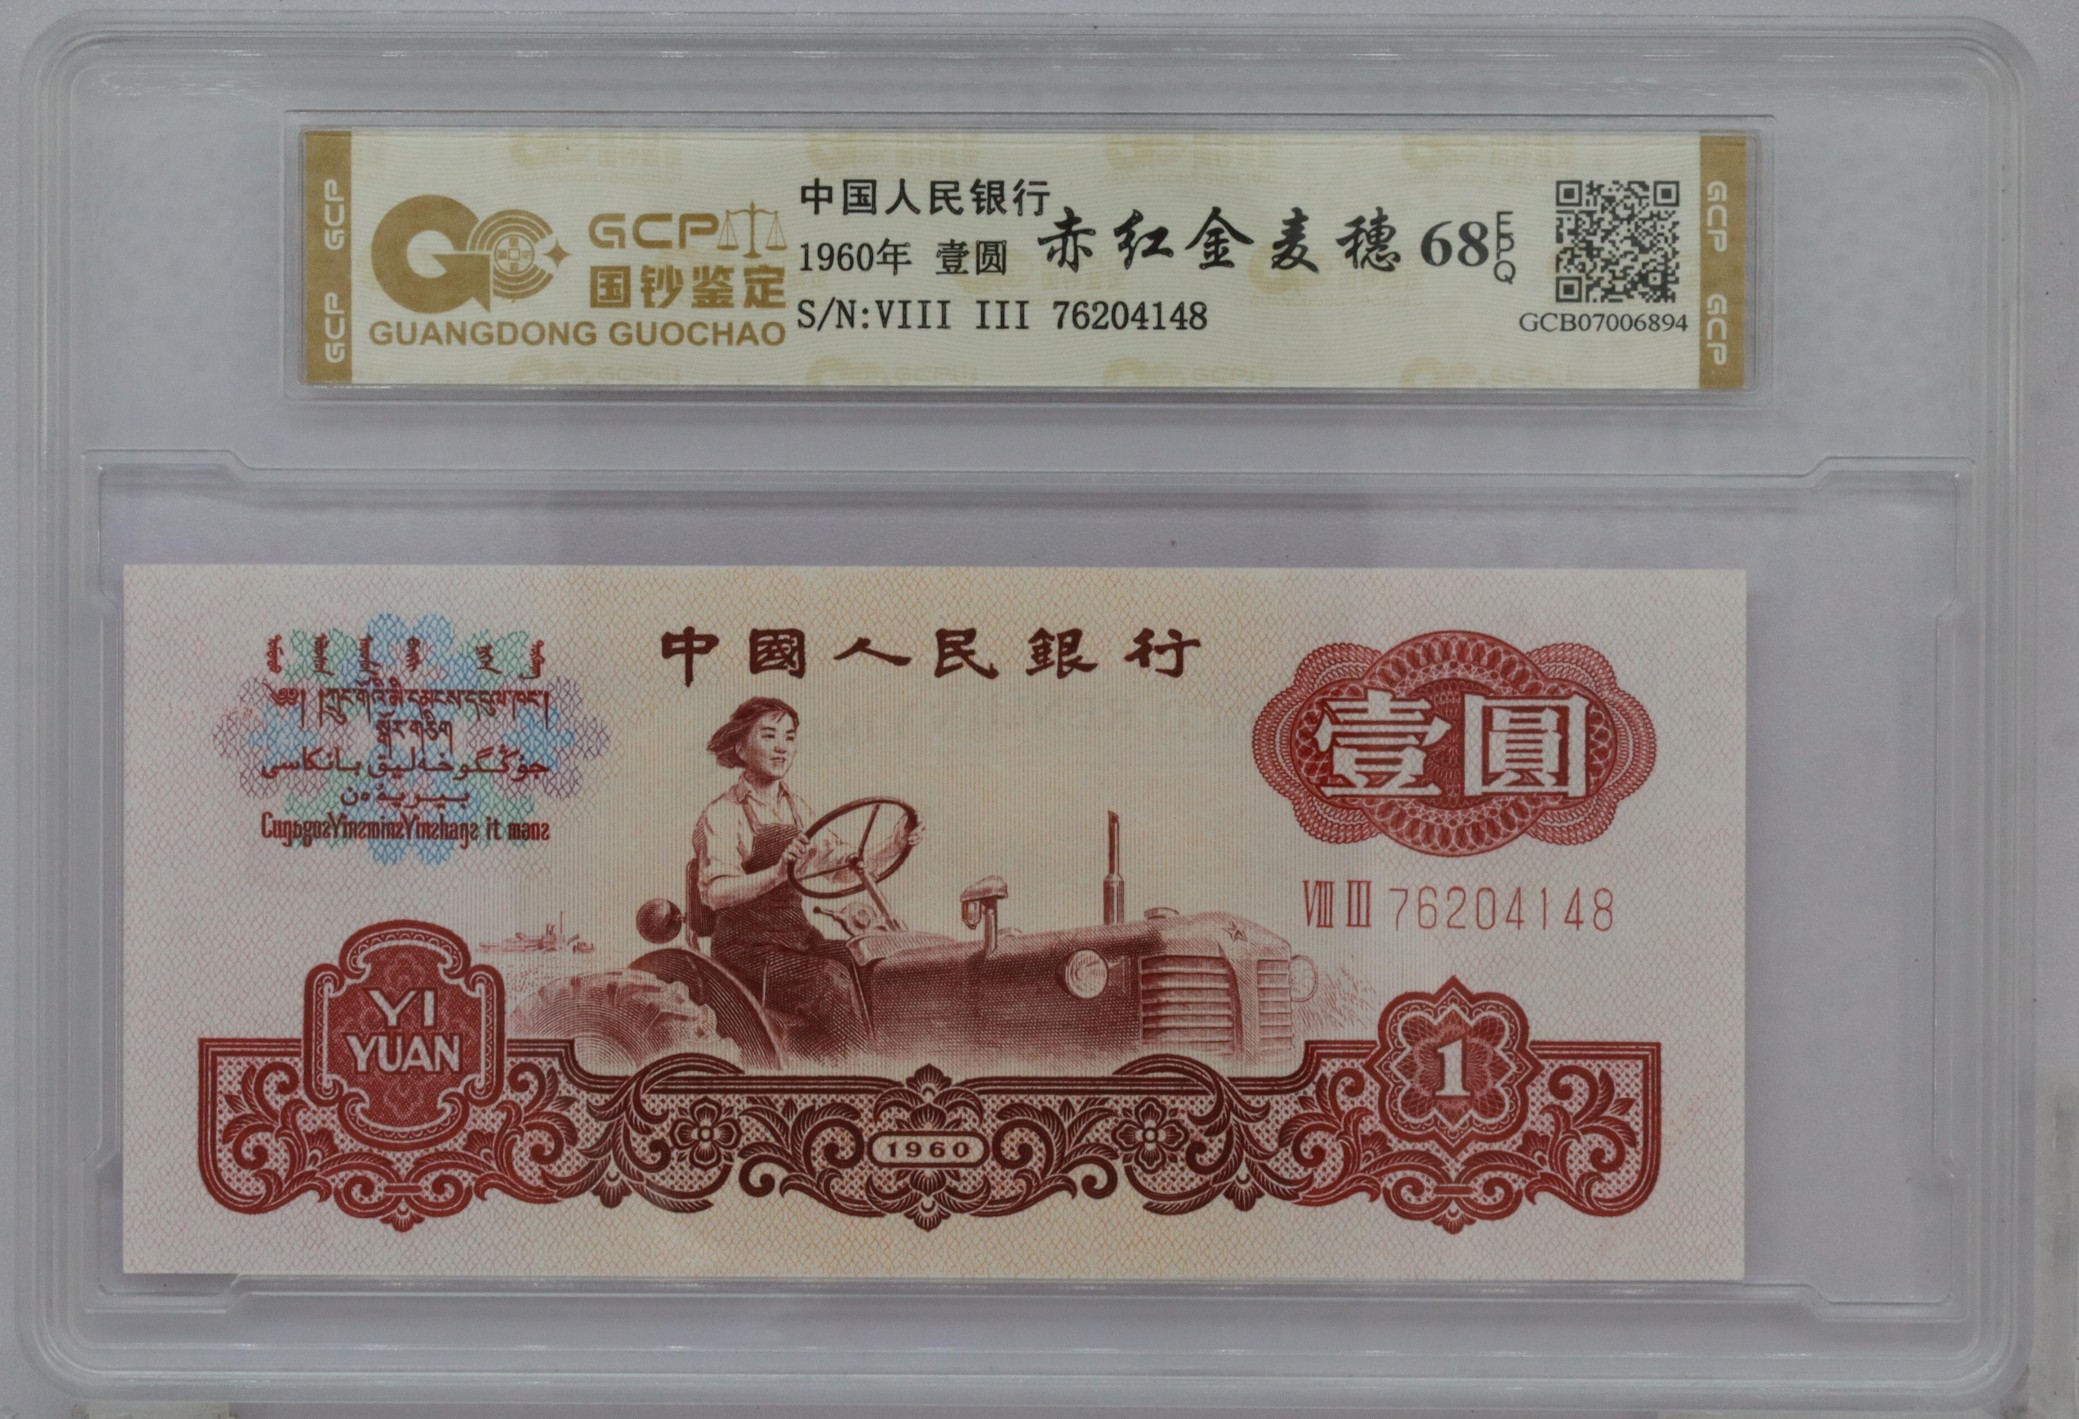 GCP
GCP
GCP
国钞鉴定
GUANGDONG GUOCHAO
中国人民银行
1960年 壹圆 赤红金麦穗 68 EPQ
S/N:VIII III 76204148
GCB07006894
GCP
GCP
中國人民銀行
壹圓
VIII III 76204148
YI
YUAN
1
1960